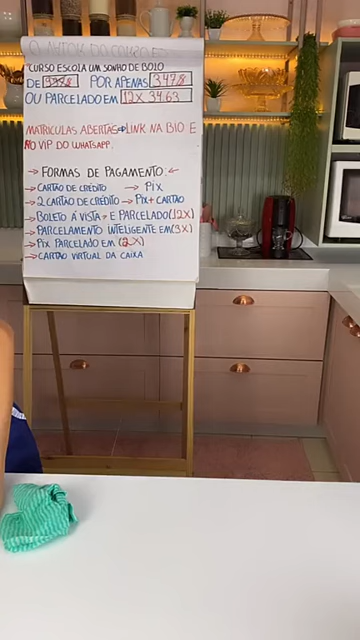 CURSO ESCOLA UM SONHO DE BOLO
DE POR APENAS 347,8
OU PARCELADO EM 12X 34.63
MATRÍCULAS ABERTAS LINK NA BIO E
NO VIP DO WHATSAPP.
→ FORMAS DE PAGAMENTO: ←
→ CARTÃO DE CRÉDITO → PIX
→ 2 CARTÃO DE CRÉDITO → PIX + CARTÃO
→ BOLETO Á VISTA E PARCELADO (12X)
→ PARCELAMENTO INTELIGENTE EM (3X)
→ PIX PARCELADO EM (2X)
→ CARTÃO VIRTUAL DA CAIXA